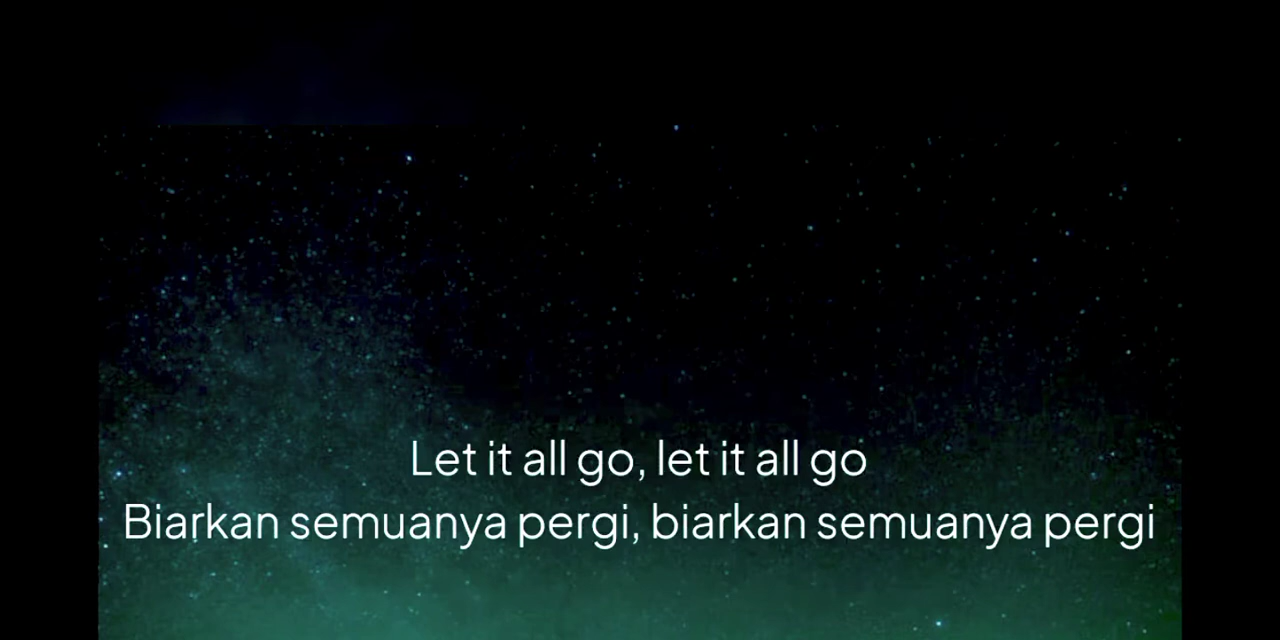 Let it all go, let it all go
Biarkan semuanya pergi, biarkan semuanya pergi